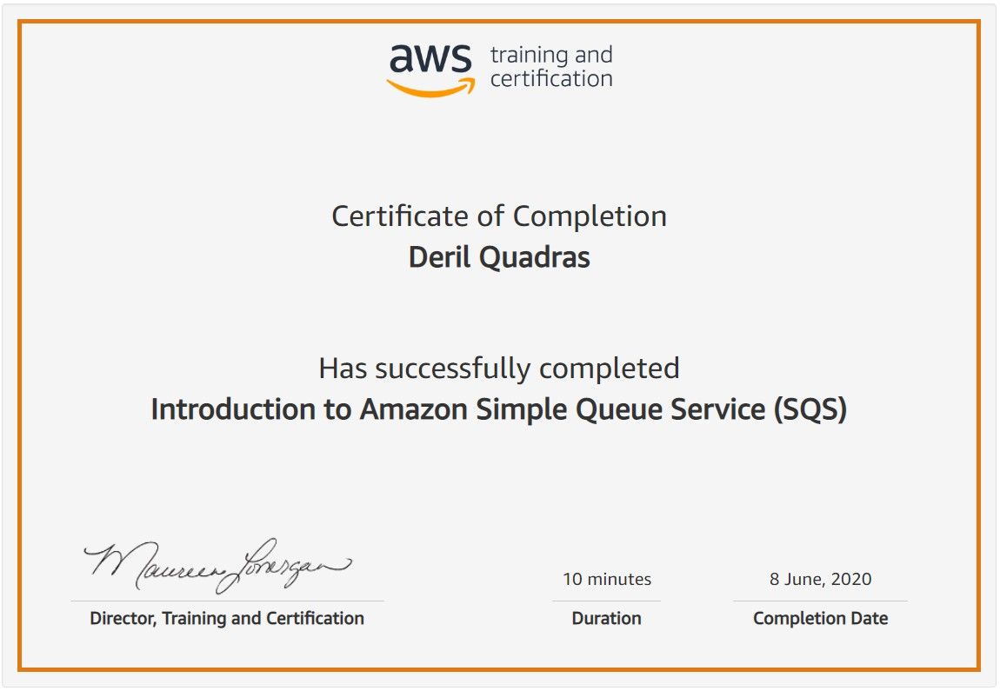 aws training and
certification
Certificate of Completion
Deril Quadras
Has successfully completed
Introduction to Amazon Simple Queue Service (SQS)
Maureen Lonergan
Director, Training and Certification
10 minutes
Duration
8 June, 2020
Completion Date